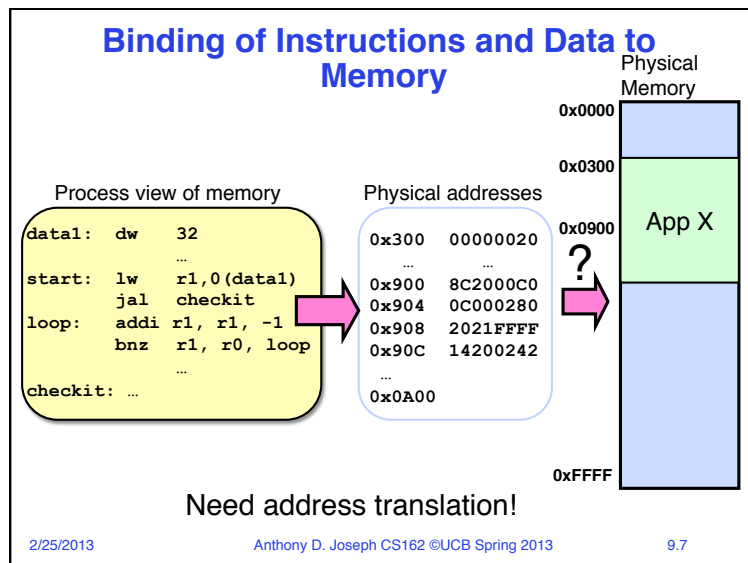 Binding of Instructions and Data to
Memory
Physical
Memory
0x0000
0x0300
Process view of memory
Physical addresses
0x0900
App X
data1: dw 32
…
start: lw r1,0(data1)
jal checkit
loop: addi r1, r1, -1
bnz r1, r0, loop
…
checkit: …
0x300 00000020
… …
0x900 8C2000C0
0x904 0C000280
0x908 2021FFFF
0x90C 14200242
…
0x0A00
?
0xFFFF
Need address translation!
2/25/2013 Anthony D. Joseph CS162 ©UCB Spring 2013 9.7